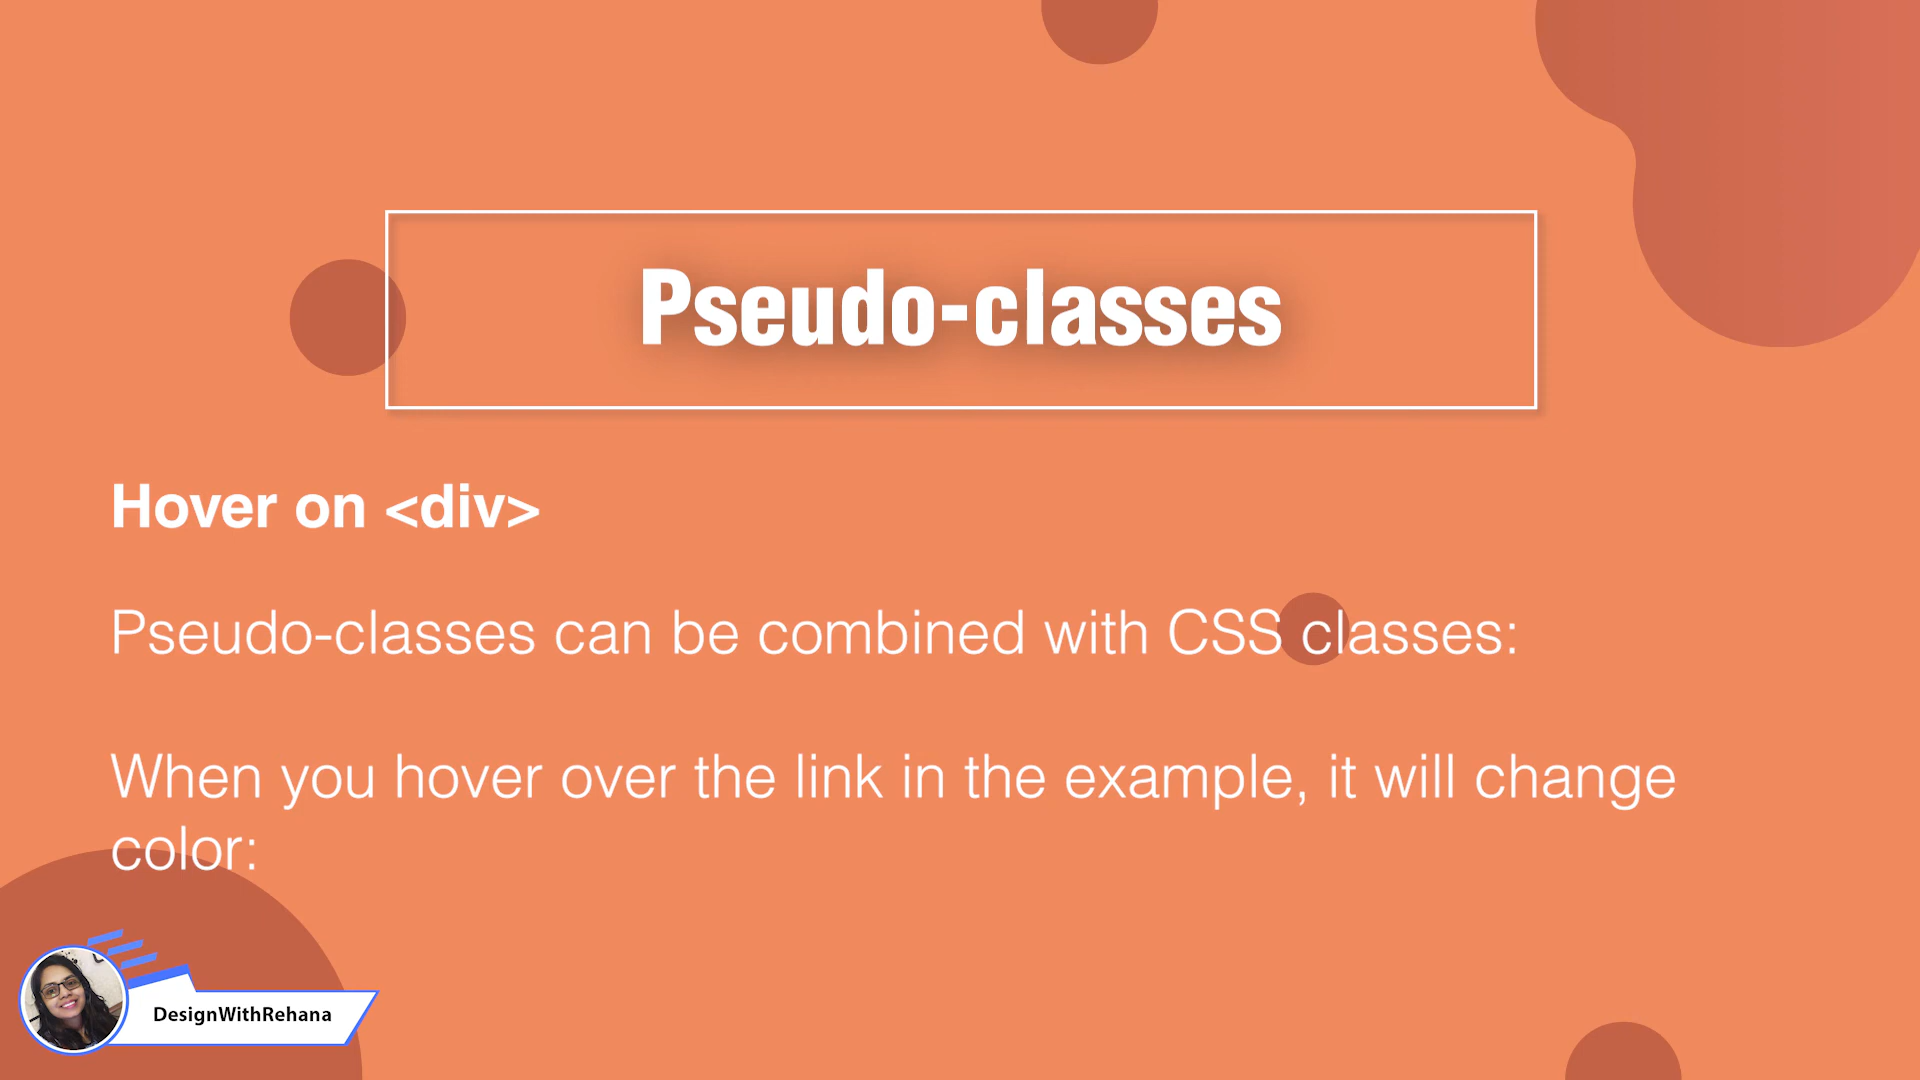 Pseudo-classes
Hover on <div>
Pseudo-classes can be combined with CSS classes:
When you hover over the link in the example, it will change
color:
DesignWithRehana